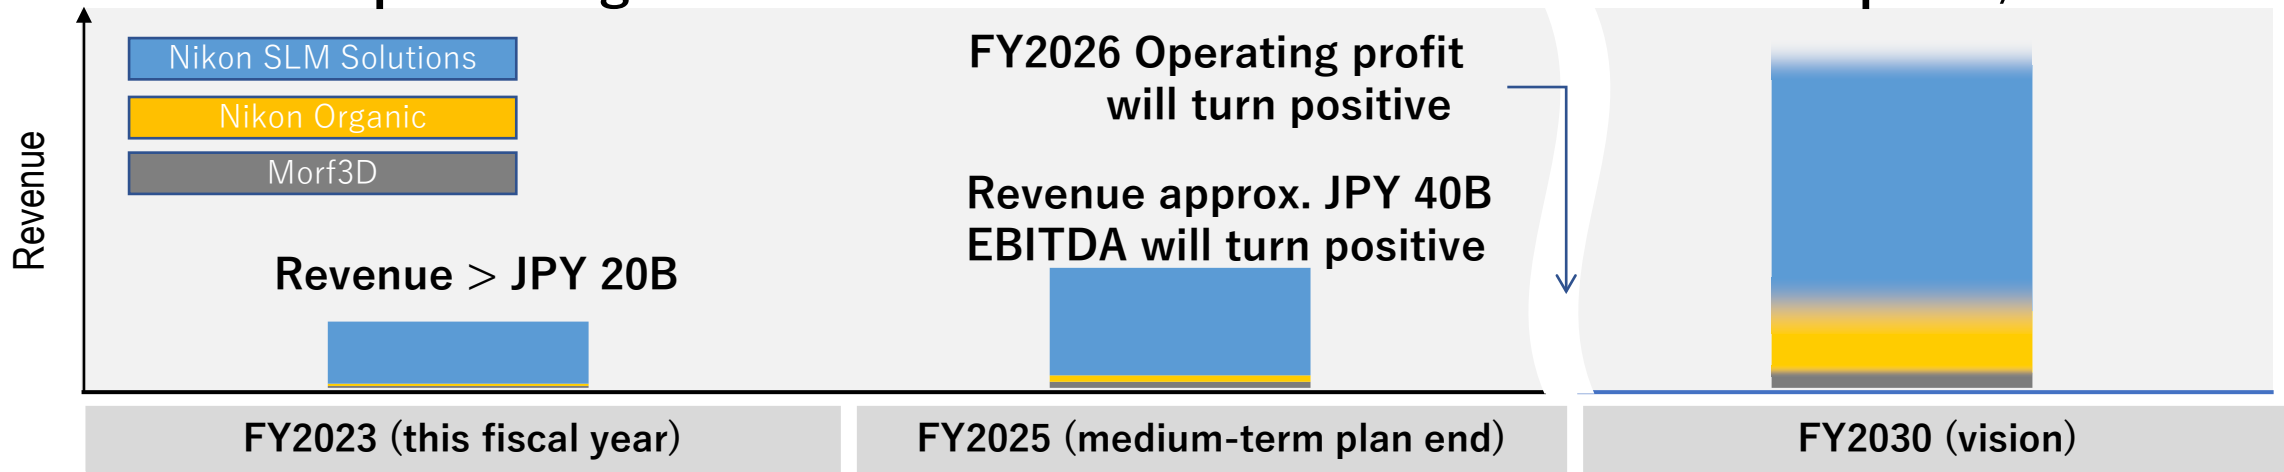 Nikon SLM Solutions
Nikon Organic
Morf3D
Revenue
Revenue > JPY 20B
FY2026 Operating profit
will turn positive
Revenue approx. JPY 40B
EBITDA will turn positive
FY2023 (this fiscal year)
FY2025 (medium-term plan end)
FY2030 (vision)